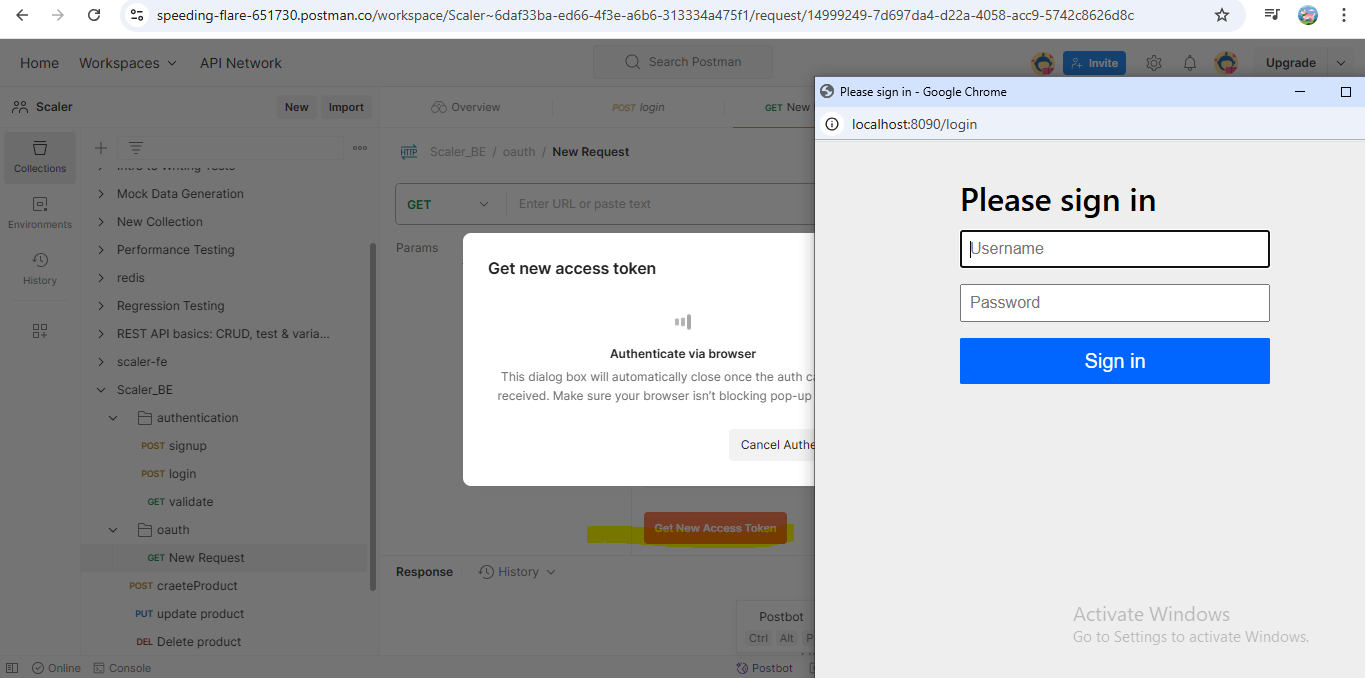 speeding-flare-651730.postman.co/workspace/Scaler~6daf33ba-ed66-4f3e-a6b6-313334a475f1/request/14999249-7d697da4-d22a-4058-acc9-5742c8626d8c
Home Workspaces API Network Search Postman Invite Upgrade
Scaler New Import Overview POST login GET New
Collections
Environments
History
Intro to Writing Tests
Mock Data Generation
New Collection
Performance Testing
redis
Regression Testing
REST API basics: CRUD, test & varia...
scaler-fe
Scaler_BE
authentication
POST signup
POST login
GET validate
oauth
GET New Request
POST craeteProduct
PUT update product
DEL Delete product
HTTP Scaler_BE / oauth / New Request
GET Enter URL or paste text
Params
Get new access token
Authenticate via browser
This dialog box will automatically close once the auth
received. Make sure your browser isn't blocking pop-up
Cancel
Get New Access Token
Response History
Postbot
Ctrl Alt P
Online Console Postbot
Please sign in - Google Chrome
localhost:8090/login
Please sign in
Username
Password
Sign in
Activate Windows
Go to Settings to activate Windows.